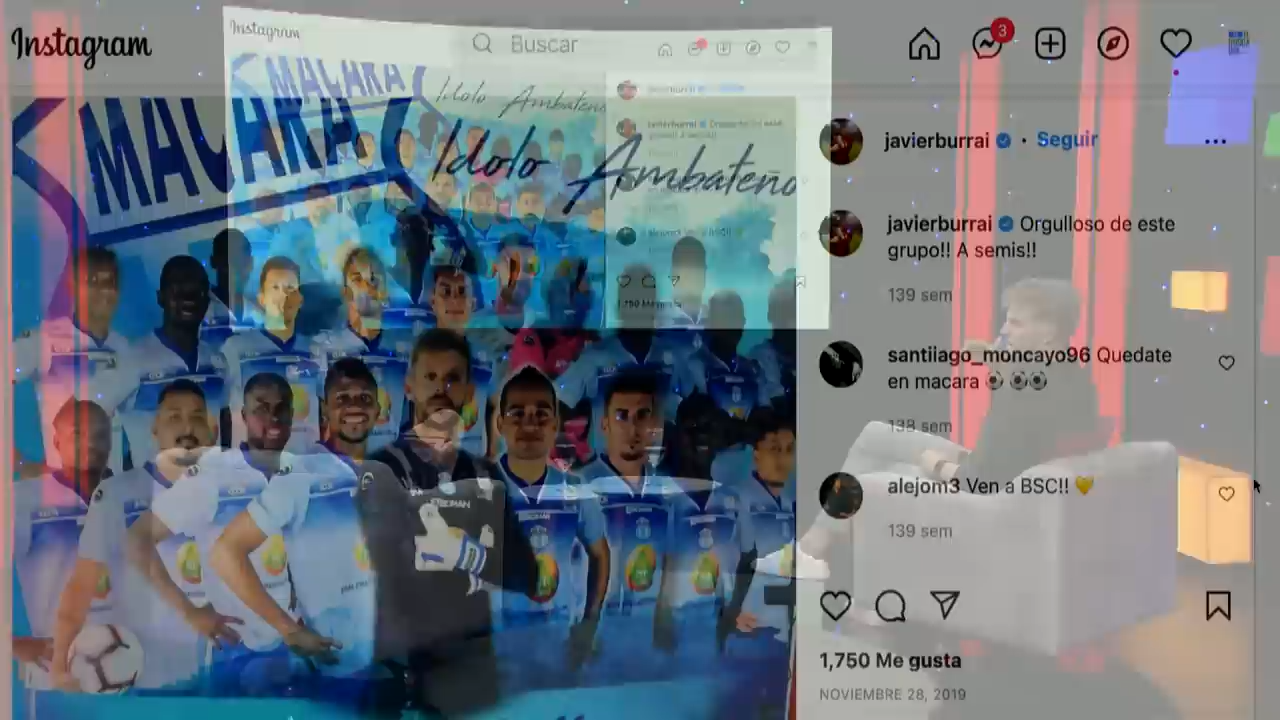 Instagram
Instagram
Buscar
3
MACARA
Idolo Ambateño
MACARA
Idolo Ambateño
javierburrai • Seguir
javierburrai Orgulloso de este
grupo!! A semis!!
139 sem
santiiago_moncayo96 Quedate
en macara
138 sem
alejom3 Ven a BSC!! 💛
139 sem
1,750 Me gusta
1,750 Me gusta
NOVIEMBRE 28, 2019